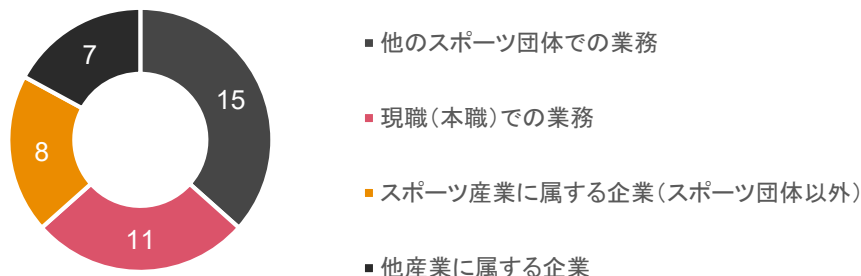 7
15
8
11
他のスポーツ団体での業務
現職(本職)での業務
スポーツ産業に属する企業(スポーツ団体以外)
他産業に属する企業